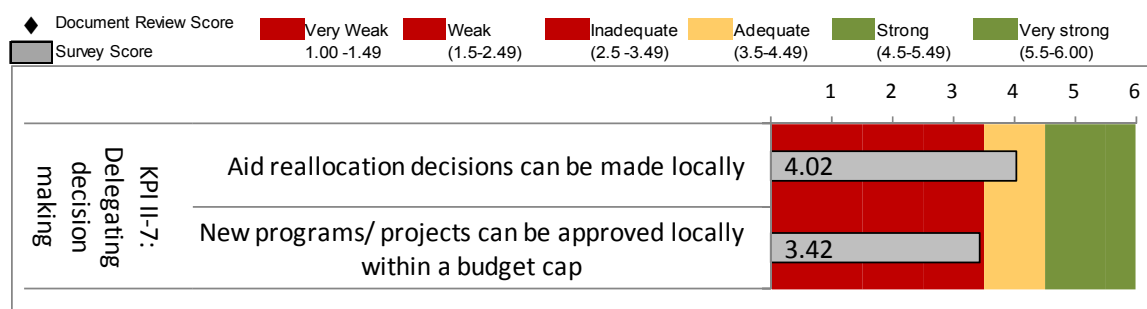 Document Review Score
Survey Score
Very Weak
1.00 -1.49
Weak
(1.5-2.49)
Inadequate
(2.5 -3.49)
Adequate
(3.5-4.49)
Strong
(4.5-5.49)
Very strong
(5.5-6.00)
1 2 3 4 5 6
KPI II-7:
Delegating
decision
making
Aid reallocation decisions can be made locally
4.02
New programs/ projects can be approved locally
within a budget cap
3.42